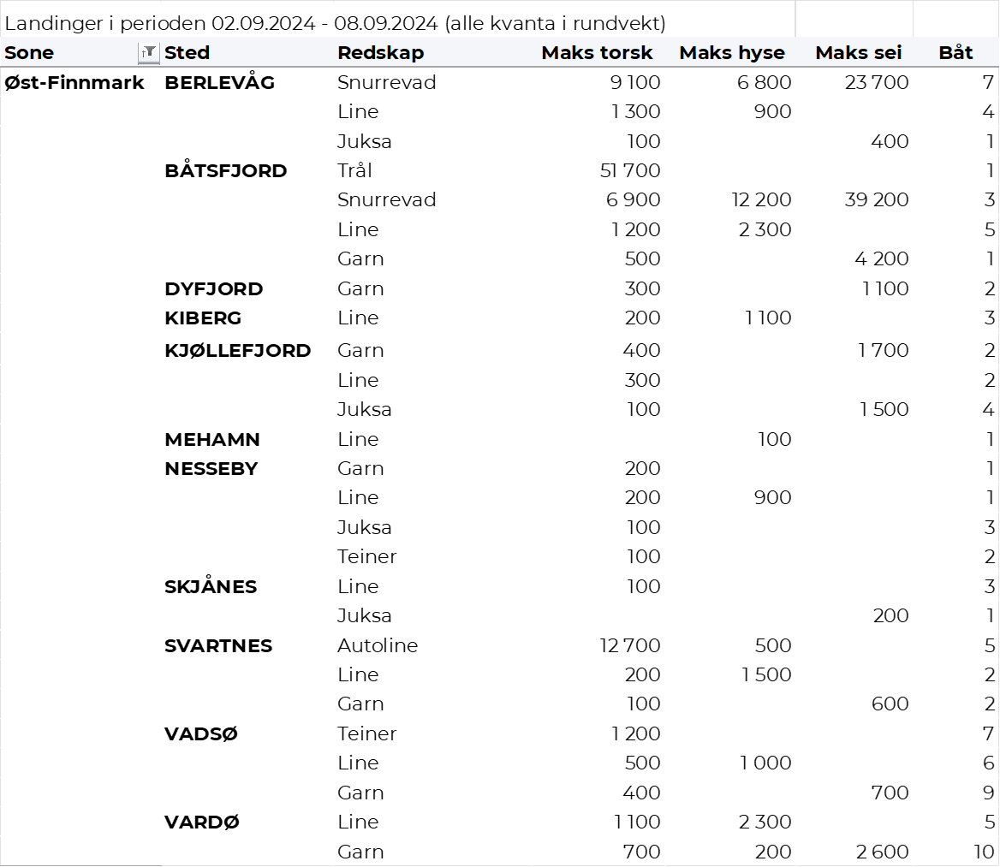 Landinger i perioden 02.09.2024 - 08.09.2024 (alle kvanta i rundvekt)
Sone Sted Redskap Maks torsk Maks hyse Maks sei Båt
Øst-Finnmark BERLEVÅG Snurrevad 9 100 6 800 23 700 7
Line 1 300 900 4
Juksa 100 400 1
BÅTSFJORD Trål 51 700 1
Snurrevad 6 900 12 200 39 200 3
Line 1 200 2 300 5
Garn 500 4 200 1
DYFJORD Garn 300 1 100 2
KIBERG Line 200 1 100 3
KJØLLEFJORD Garn 400 1 700 2
Line 300 2
Juksa 100 1 500 4
MEHAMN Line 100 1
NESSEBY Garn 200 1
Line 200 900 1
Juksa 100 3
Teiner 100 2
SKJÅNES Line 100 3
Juksa 200 1
SVARTNES Autoline 12 700 500 5
Line 200 1 500 2
Garn 100 600 2
VADSØ Teiner 1 200 7
Line 500 1 000 6
Garn 400 700 9
VARDØ Line 1 100 2 300 5
Garn 700 200 2 600 10